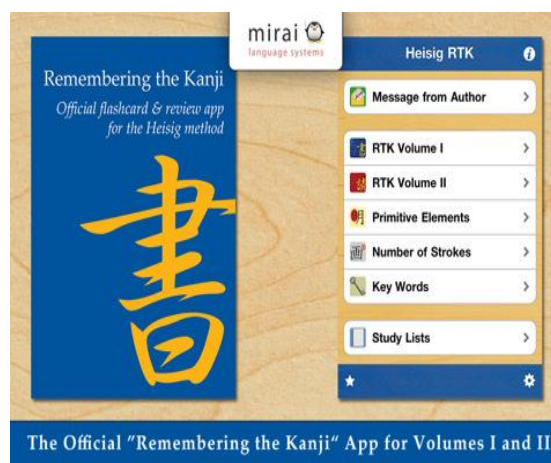 mirai
language systems
Remembering the Kanji
Official flashcard & review app
for the Heisig method
書
Heisig RTK
Message from Author
RTK Volume I
RTK Volume II
Primitive Elements
Number of Strokes
Key Words
Study Lists
The Official "Remembering the Kanji" App for Volumes I and II